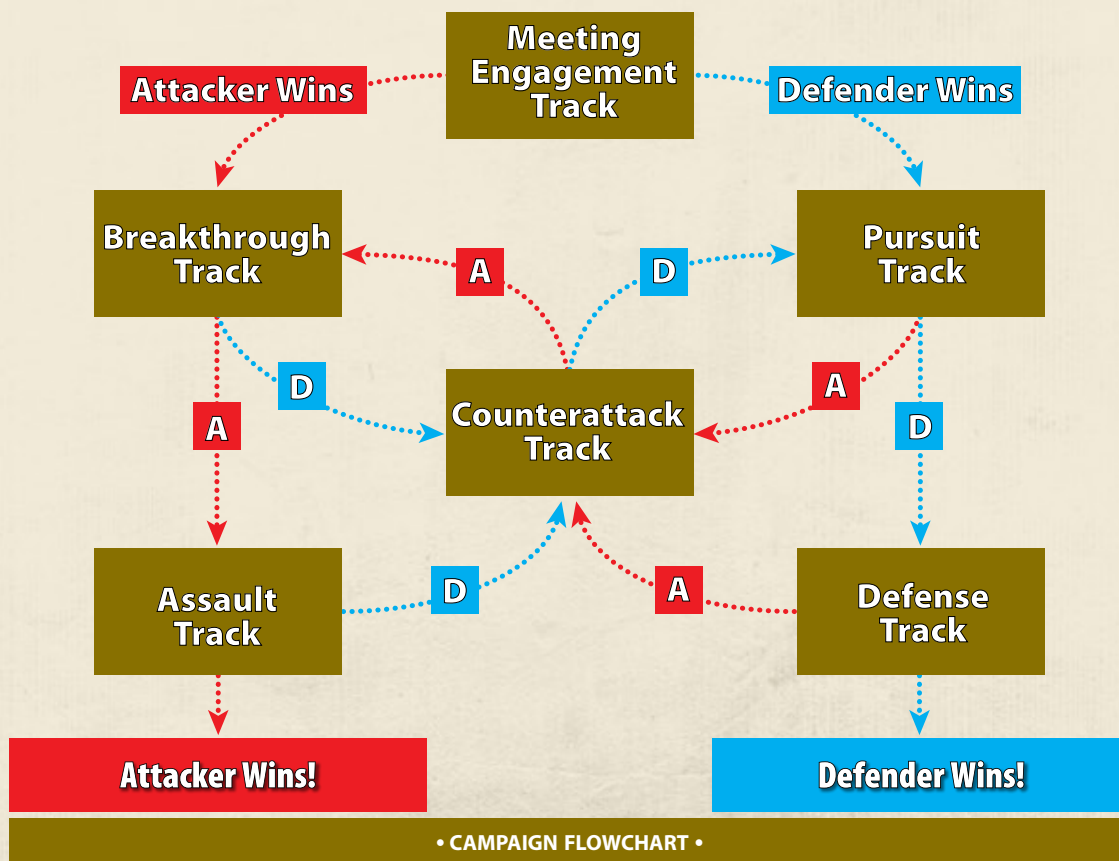 Meeting
Engagement
Track
Attacker Wins
Defender Wins
Breakthrough
Track
Pursuit
Track
A
D
D
A
A
D
Counterattack
Track
Assault
Track
D
A
Defense
Track
Attacker Wins!
Defender Wins!
• CAMPAIGN FLOWCHART •